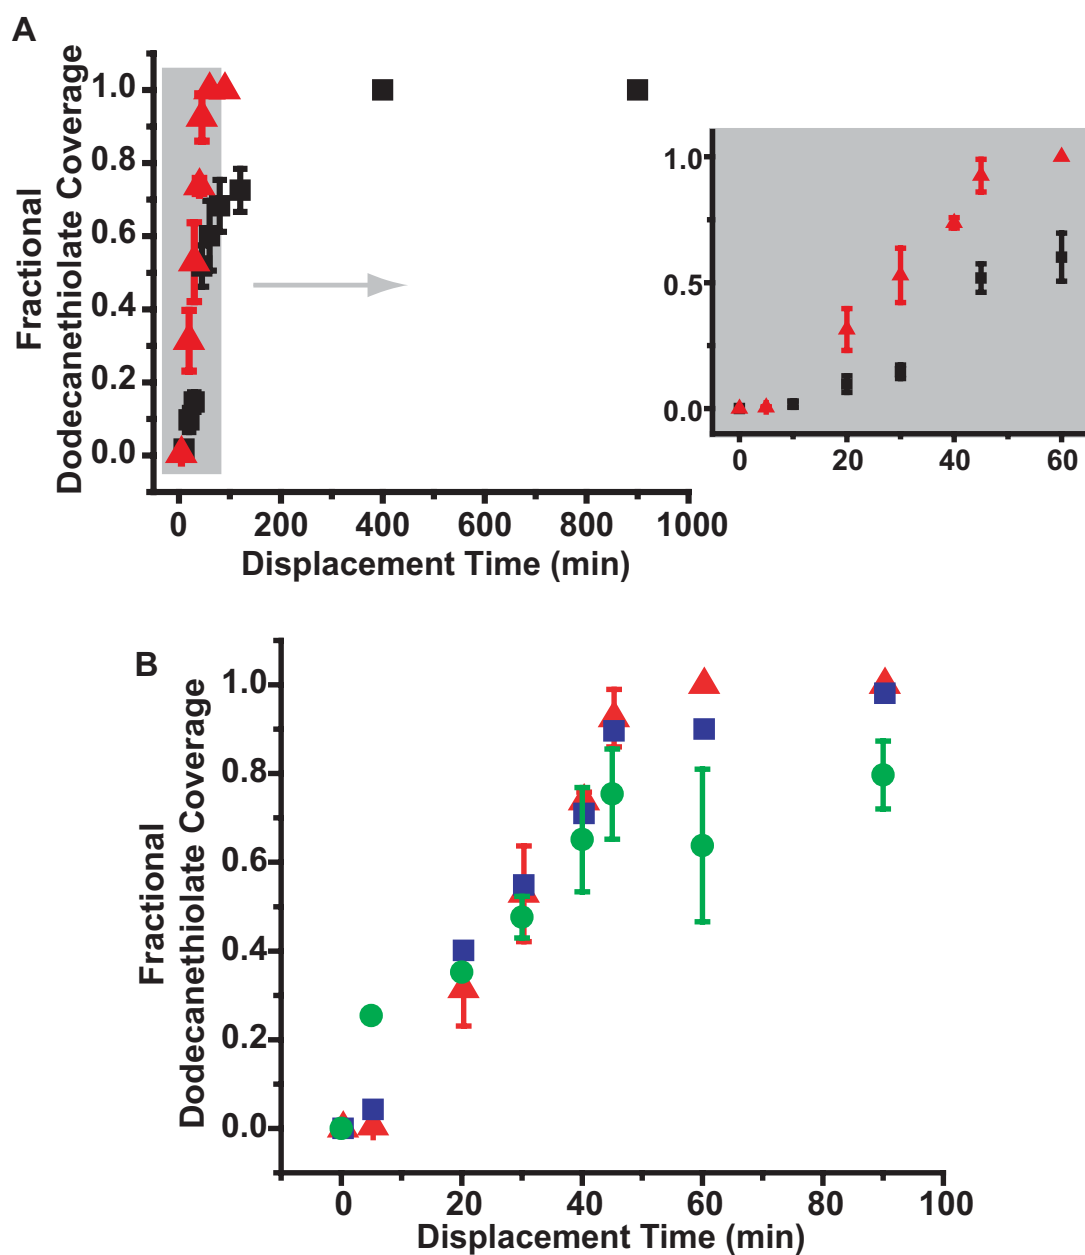 A
Fractional
Dodecanethiolate Coverage
1.0
0.8
0.6
0.4
0.2
0.0
0 200 400 600 800 1000
Displacement Time (min)
1.0
0.5
0.0
0 20 40 60
B
Fractional
Dodecanethiolate Coverage
1.0
0.8
0.6
0.4
0.2
0.0
0 20 40 60 80 100
Displacement Time (min)